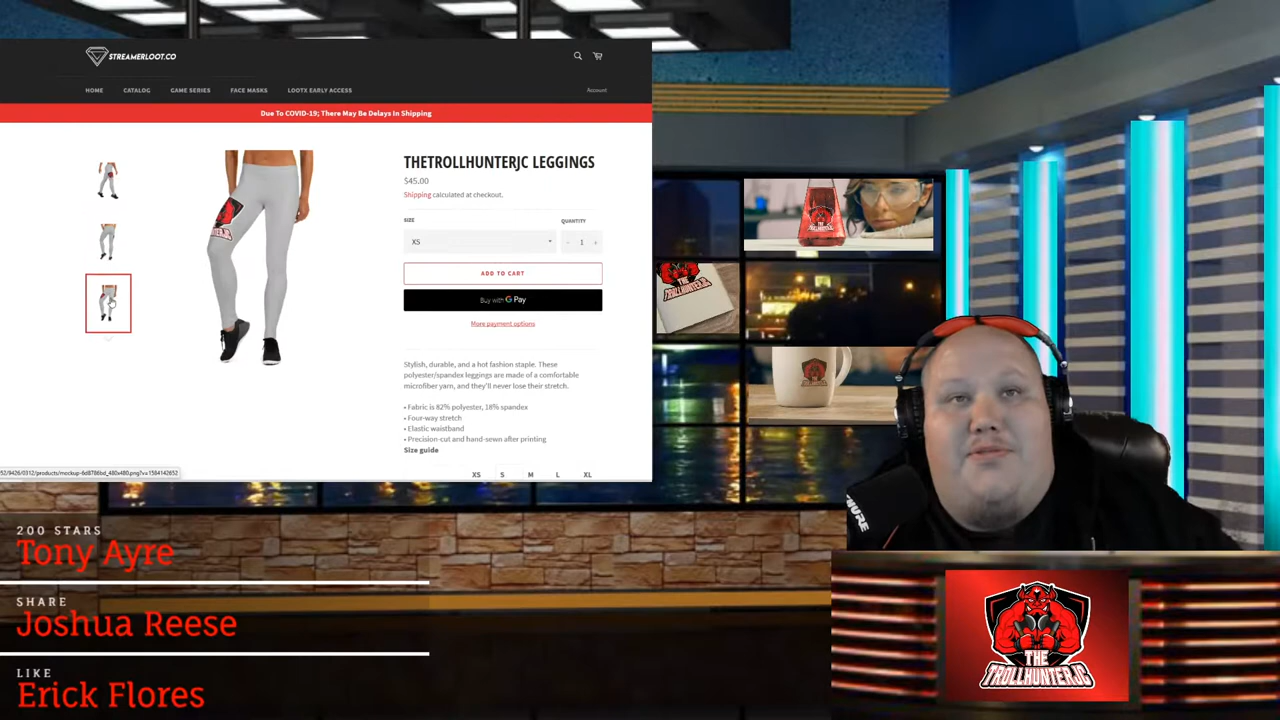 STREAMERLOOT.CO
HOME CATALOG GAME SERIES FACE MASKS LOOTX EARLY ACCESS Account
Due To COVID-19; There May Be Delays In Shipping
THETROLLHUNTERJC LEGGINGS
$45.00
Shipping calculated at checkout.
SIZE QUANTITY
XS - 1 +
ADD TO CART
Buy with G Pay
More payment options
Stylish, durable, and a hot fashion staple. These
polyester/spandex leggings are made of a comfortable
microfiber yarn, and they'll never lose their stretch.
• Fabric is 82% polyester, 18% spandex
• Four-way stretch
• Elastic waistband
• Precision-cut and hand-sewn after printing
Size guide
XS S M L XL
200 STARS
Tony Ayre
SHARE
Joshua Reese
LIKE
Erick Flores
THE
TROLLHUNTERJC